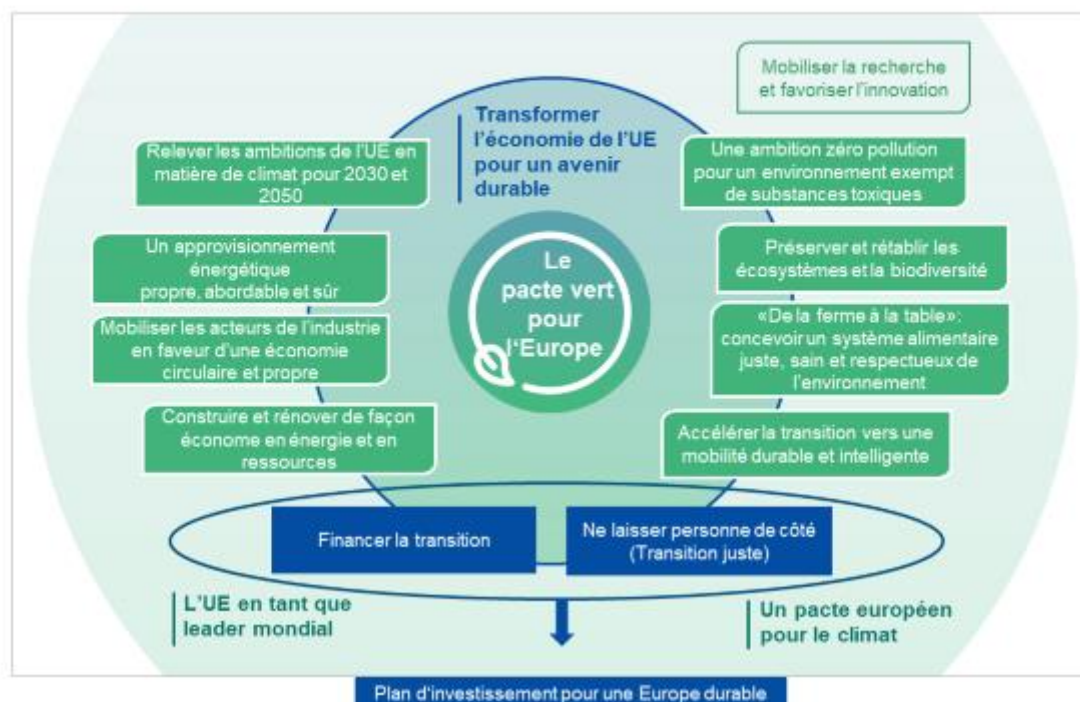 Mobiliser la recherche
et favoriser l'innovation
Transformer
l'économie de l'UE
pour un avenir
durable
Relever les ambitions de l'UE en
matière de climat pour 2030 et
2050
Une ambition zéro pollution
pour un environnement exempt
de substances toxiques
Un approvisionnement
énergétique
propre, abordable et sûr
Préserver et rétablir les
écosystèmes et la biodiversité
Le
pacte vert
pour
l'Europe
Mobiliser les acteurs de l'industrie
en faveur d'une économie
circulaire et propre
«De la ferme à la table»:
concevoir un système alimentaire
juste, sain et respectueux de
l'environnement
Construire et rénover de façon
économe en énergie et en
ressources
Accélérer la transition vers une
mobilité durable et intelligente
Financer la transition
Ne laisser personne de côté
(Transition juste)
L'UE en tant que
leader mondial
Un pacte européen
pour le climat
Plan d'investissement pour une Europe durable